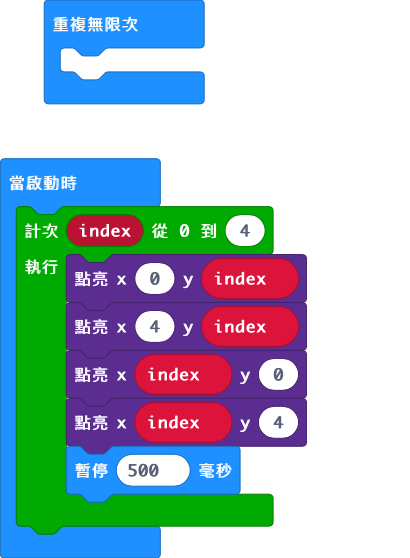 重複無限次
當啟動時
計次 index 從 0 到 4
執行
點亮 x 0 y index
點亮 x 4 y index
點亮 x index y 0
點亮 x index y 4
暫停 500 毫秒